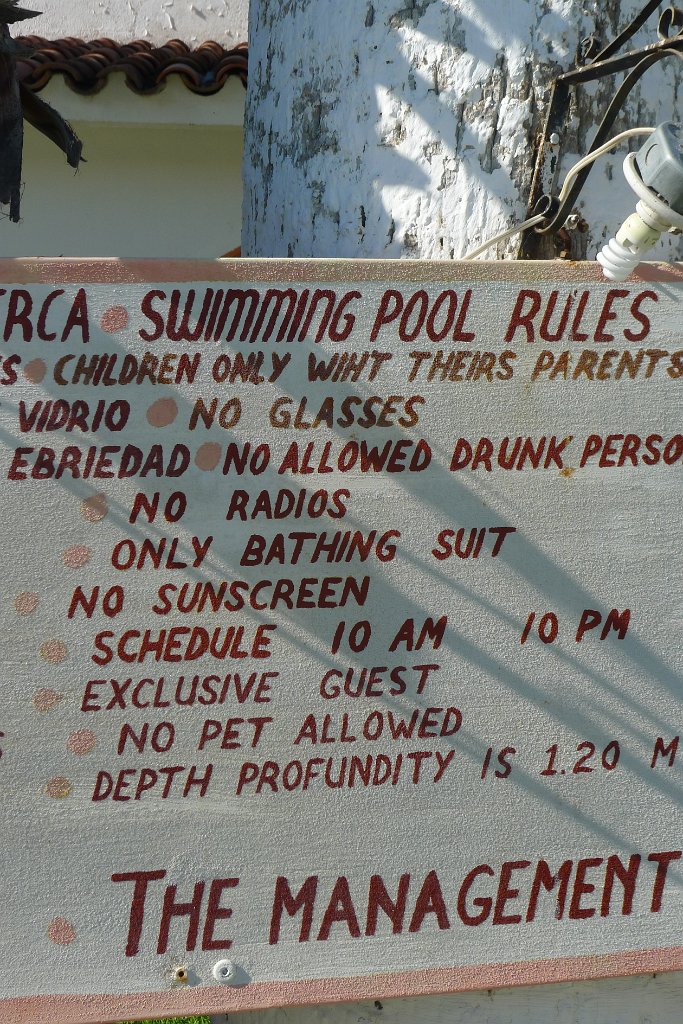 ERCA SWIMMING POOL RULES
S CHILDREN ONLY WIHT THEIRS PARENTS
VIDRIO NO GLASSES
EBRIEDAD NO ALLOWED DRUNK PERSO
NO RADIOS
ONLY BATHING SUIT
NO SUNSCREEN
SCHEDULE 10 AM 10 PM
EXCLUSIVE GUEST
NO PET ALLOWED
DEPTH PROFUNDITY IS 1.20 M
THE MANAGEMENT